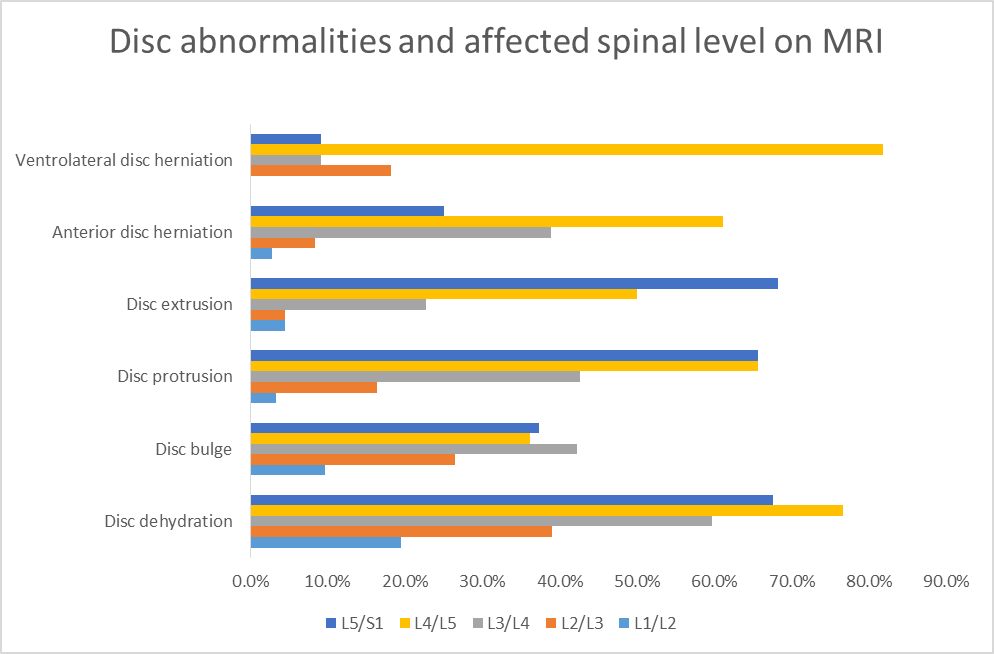 Disc abnormalities and affected spinal level on MRI
Ventrolateral disc herniation
Anterior disc herniation
Disc extrusion
Disc protrusion
Disc bulge
Disc dehydration
0.0% 10.0% 20.0% 30.0% 40.0% 50.0% 60.0% 70.0% 80.0% 90.0%
L5/S1 L4/L5 L3/L4 L2/L3 L1/L2